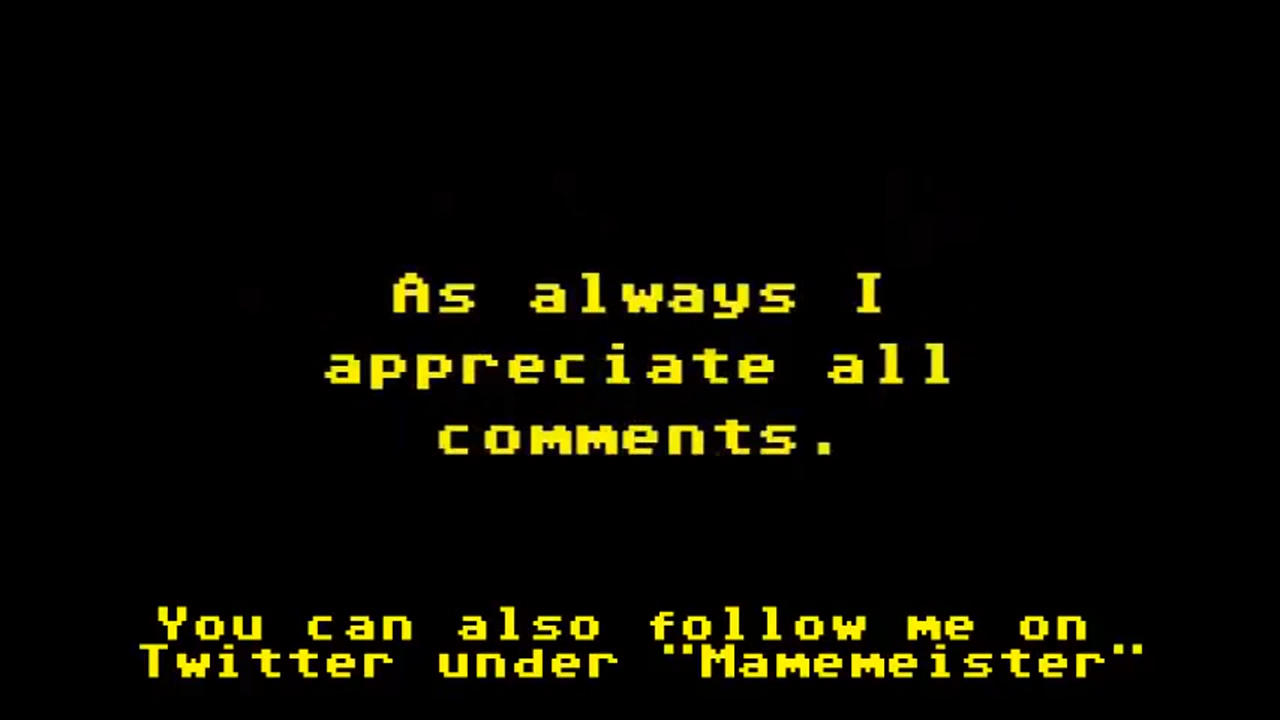 As always I
appreciate all
comments.
You can also follow me on
Twitter under "Mamemeister"